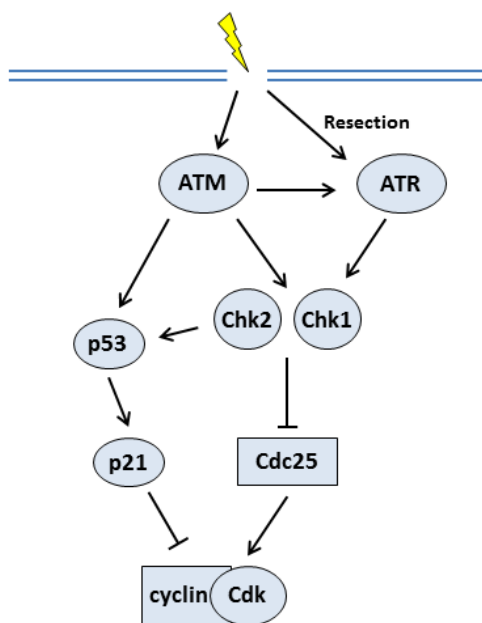 Resection
ATM
ATR
Chk2
Chk1
p53
p21
Cdc25
cyclin
Cdk